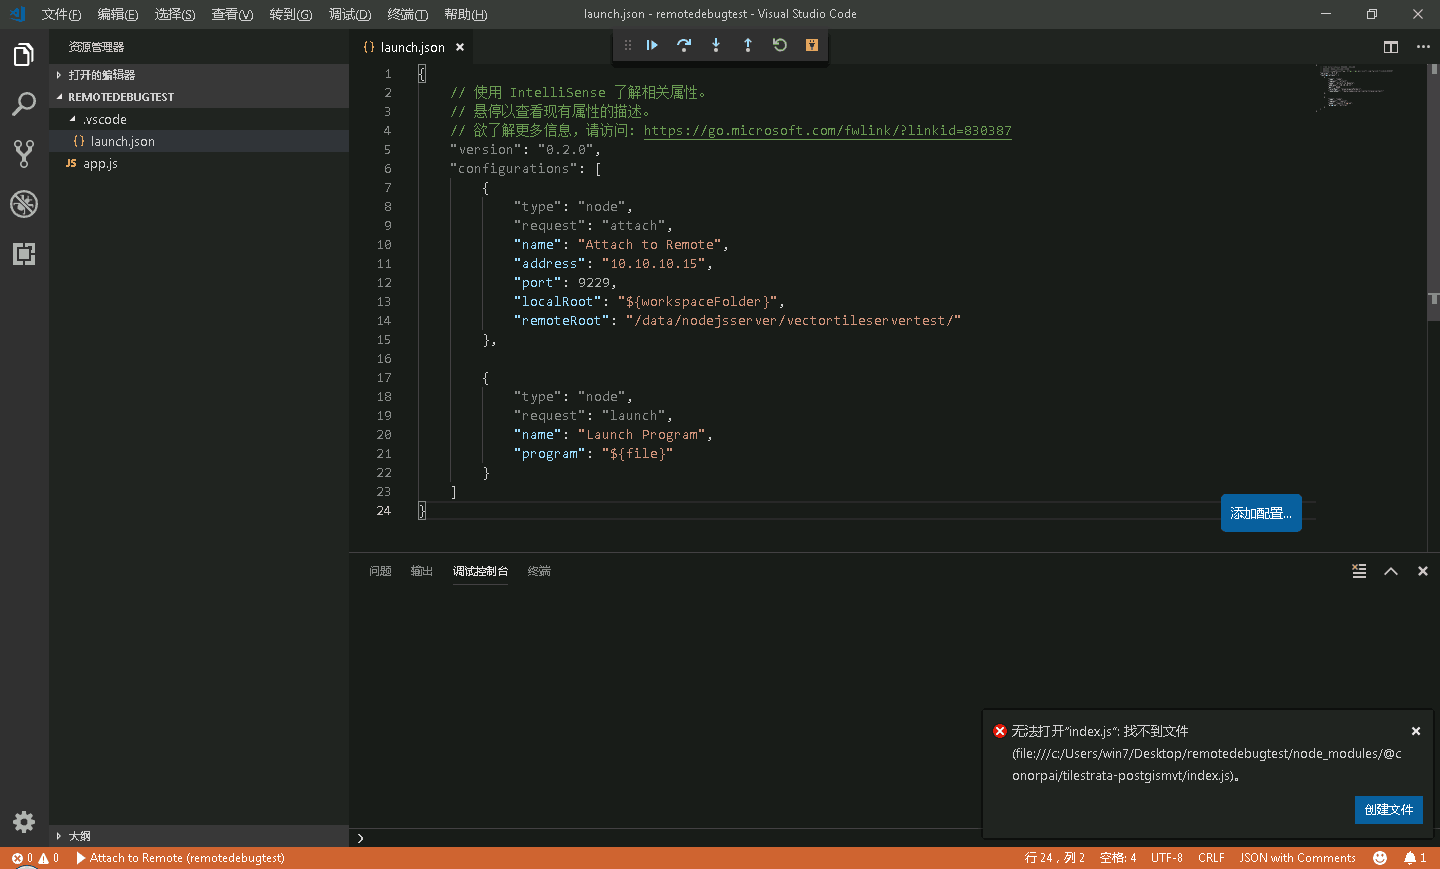 文件(F) 编辑(E) 选择(S) 查看(V) 转到(G) 调试(D) 终端(T) 帮助(H) launch.json - remotedebugtest - Visual Studio Code
资源管理器
打开的编辑器
REMOTEDEBUGTEST
.vscode
{} launch.json
JS app.js
{} launch.json
1 {
2 // 使用 IntelliSense 了解相关属性。
3 // 悬停以查看现有属性的描述。
4 // 欲了解更多信息，请访问: https://go.microsoft.com/fwlink/?linkid=830387
5 "version": "0.2.0",
6 "configurations": [
7 {
8 "type": "node",
9 "request": "attach",
10 "name": "Attach to Remote",
11 "address": "10.10.10.15",
12 "port": 9229,
13 "localRoot": "${workspaceFolder}",
14 "remoteRoot": "/data/nodejsserver/vectortileservertest/"
15 },
16
17 {
18 "type": "node",
19 "request": "launch",
20 "name": "Launch Program",
21 "program": "${file}"
22 }
23 ]
24 }
添加配置...
问题 输出 调试控制台 终端
无法打开"index.js": 找不到文件
(file:///c:/Users/win7/Desktop/remotedebugtest/node_modules/@c
onorpai/tilestrata-postgismvt/index.js)。
创建文件
大纲
0 0 Attach to Remote (remotedebugtest) 行 24，列 2 空格: 4 UTF-8 CRLF JSON with Comments 1